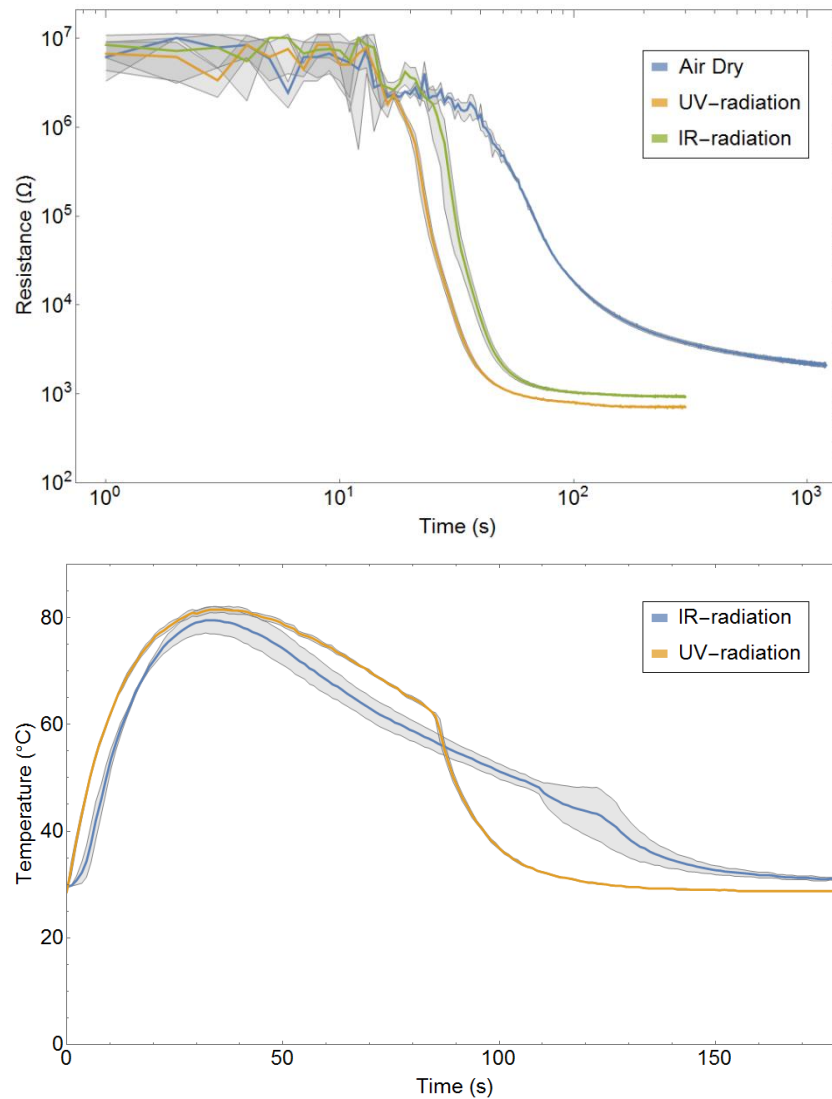 10⁷
10⁶
10⁵
10⁴
10³
10²
Resistance (Ω)
Air Dry
UV−radiation
IR−radiation
10⁰
10¹
10²
10³
Time (s)
80
60
40
20
0
Temperature (°C)
IR−radiation
UV−radiation
0
50
100
150
Time (s)